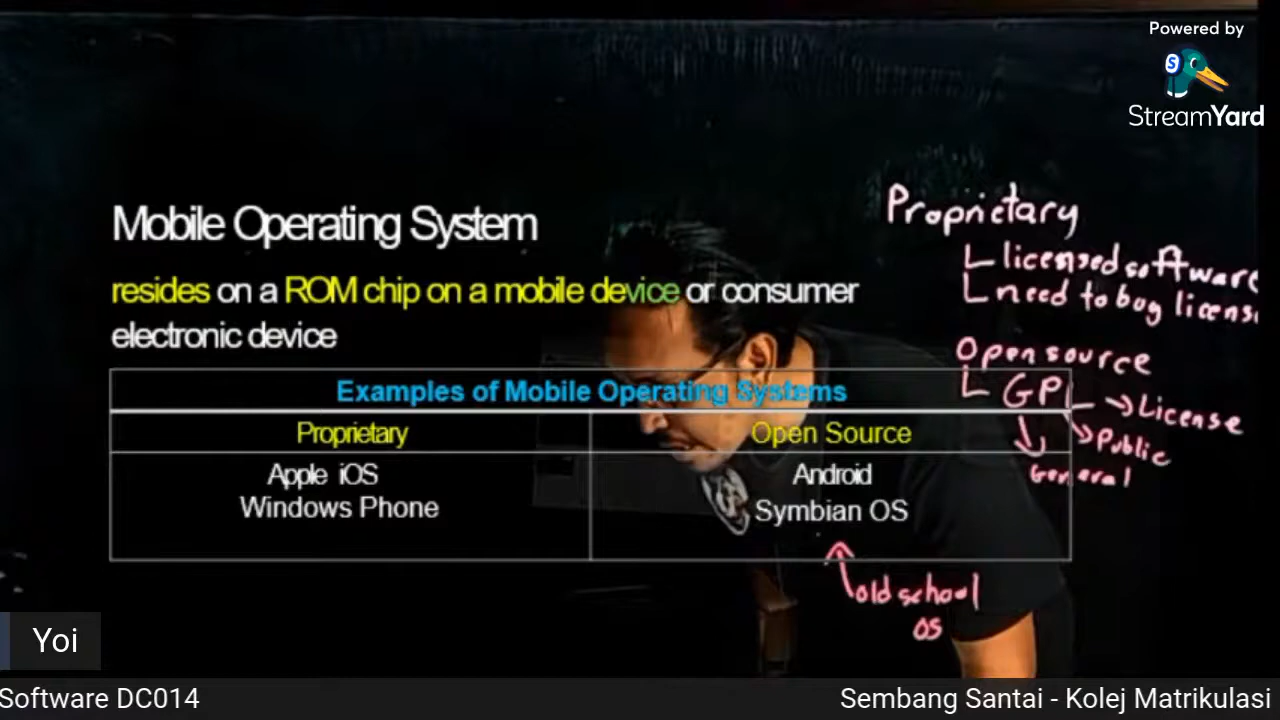 Powered by
StreamYard
Mobile Operating System
resides on a ROM chip on a mobile device or consumer
electronic device
Examples of Mobile Operating Systems
Proprietary
Open Source
Apple iOS
Android
Windows Phone
Symbian OS
Proprietary
licensed software
need to buy licens
Open source
GPL → License
Public
General
old school
OS
Yoi
Software DC014
Sembang Santai - Kolej Matrikulasi